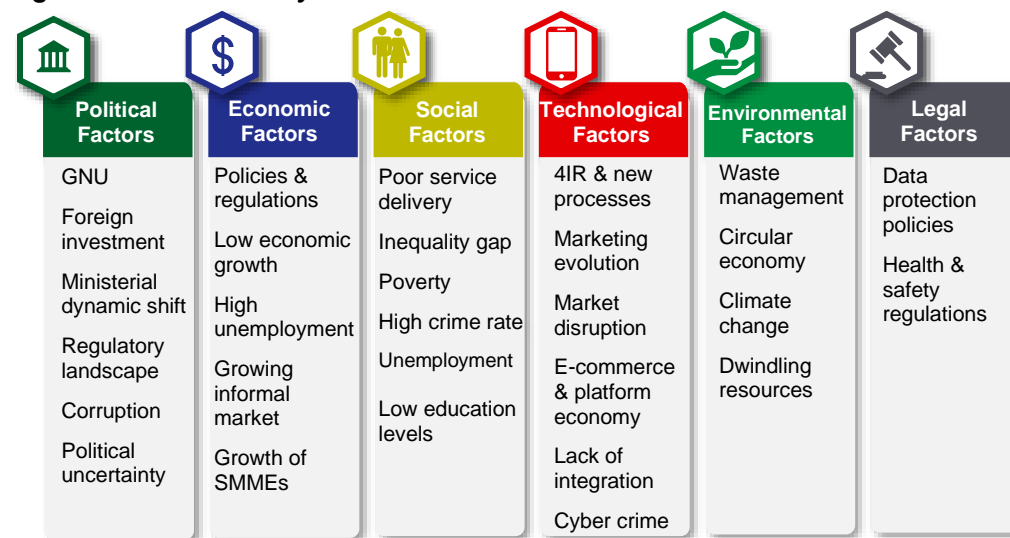 Political
Factors
GNU
Foreign
investment
Ministerial
dynamic shift
Regulatory
landscape
Corruption
Political
uncertainty
Economic
Factors
Policies &
regulations
Low economic
growth
High
unemployment
Growing
informal
market
Growth of
SMMEs
Social
Factors
Poor service
delivery
Inequality gap
Poverty
High crime rate
Unemployment
Low education
levels
Technological
Factors
4IR & new
processes
Marketing
evolution
Market
disruption
E-commerce
& platform
economy
Lack of
integration
Cyber crime
Environmental
Factors
Waste
management
Circular
economy
Climate
change
Dwindling
resources
Legal
Factors
Data
protection
policies
Health &
safety
regulations